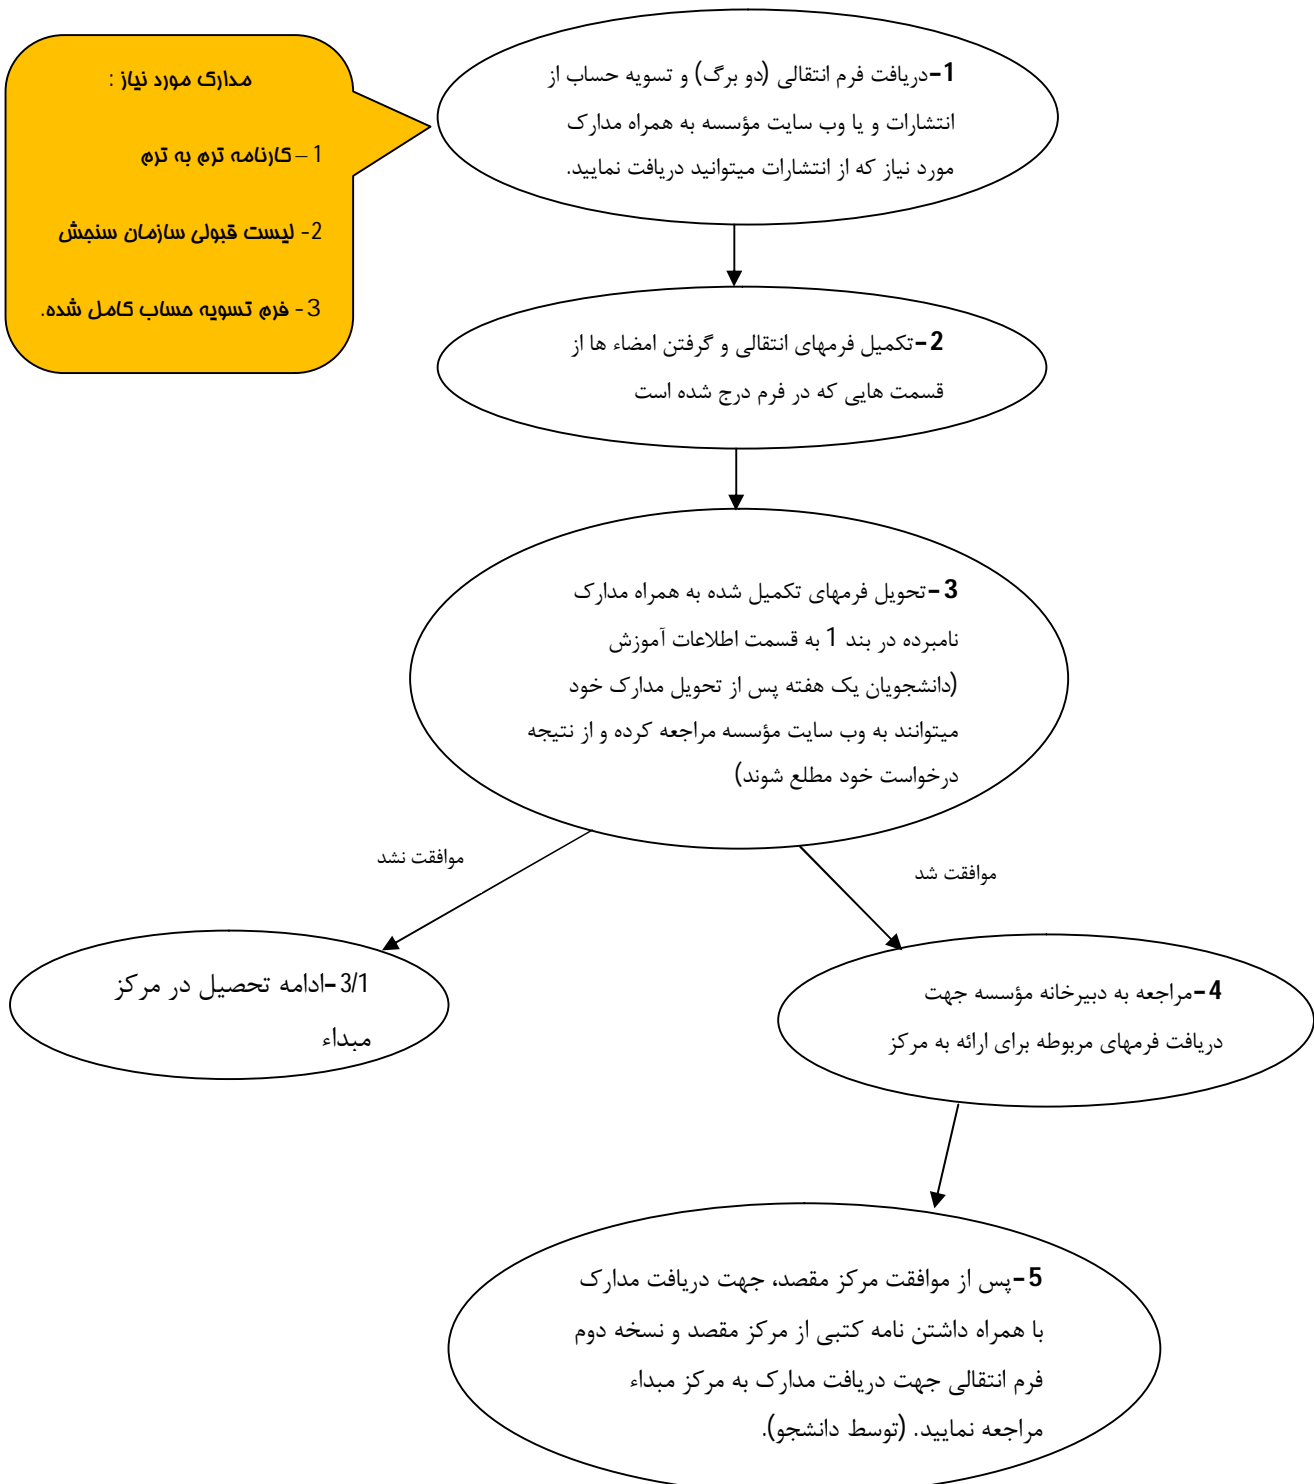 مدارک مورد نیاز :
1 – کارنامه ترم به ترم
2- لیست قبولی سازمان سنجش
3- فرم تسویه حساب کامل شده.
1-دریافت فرم انتقالی (دو برگ) و تسویه حساب از
انتشارات و یا وب سایت مؤسسه به همراه مدارک
مورد نیاز که از انتشارات میتوانید دریافت نمایید.
2-تکمیل فرمهای انتقالی و گرفتن امضاء ها از
قسمت هایی که در فرم درج شده است
3-تحویل فرمهای تکمیل شده به همراه مدارک
نامبرده در بند 1 به قسمت اطلاعات آموزش
(دانشجویان یک هفته پس از تحویل مدارک خود
میتوانند به وب سایت مؤسسه مراجعه کرده و از نتیجه
درخواست خود مطلع شوند)
موافقت شد
موافقت نشد
3/1-ادامه تحصیل در مرکز
مبداء
4-مراجعه به دبیرخانه مؤسسه جهت
دریافت فرمهای مربوطه برای ارائه به مرکز
5-پس از موافقت مرکز مقصد، جهت دریافت مدارک
با همراه داشتن نامه کتبی از مرکز مقصد و نسخه دوم
فرم انتقالی جهت دریافت مدارک به مرکز مبداء
مراجعه نمایید. (توسط دانشجو).